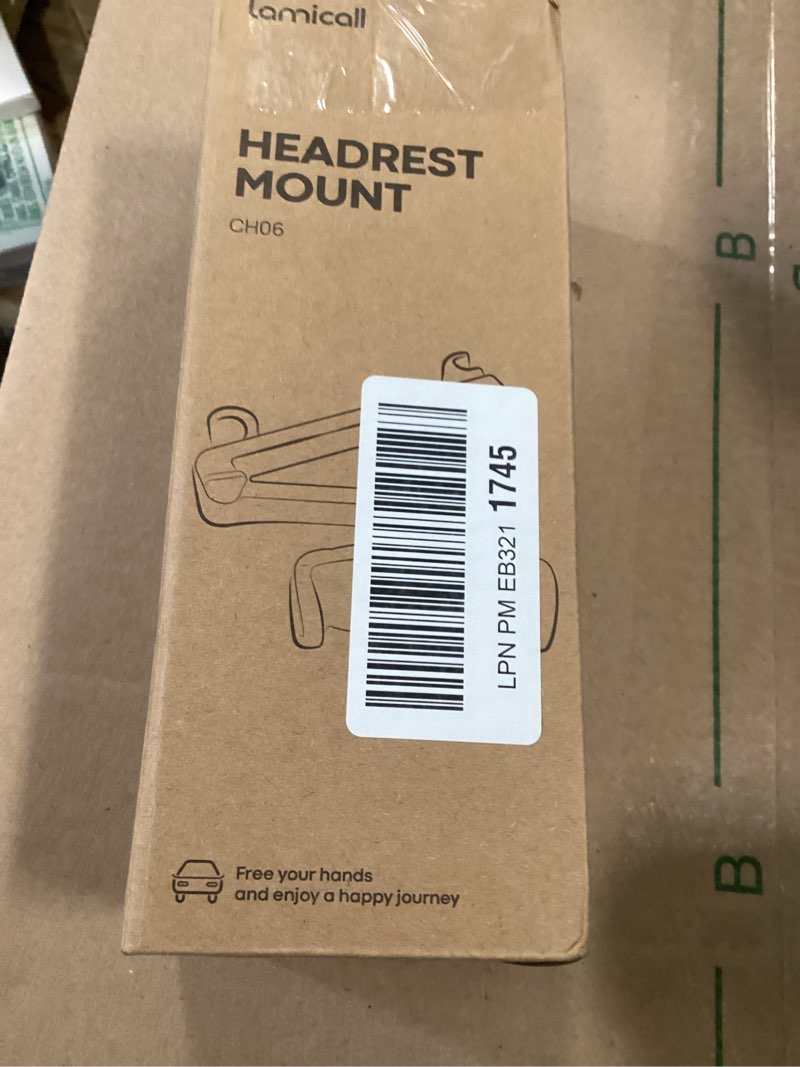 Lamicall
HEADREST
MOUNT
CH06
LPN PM EB321 1745
Free your hands
and enjoy a happy journey
B
B